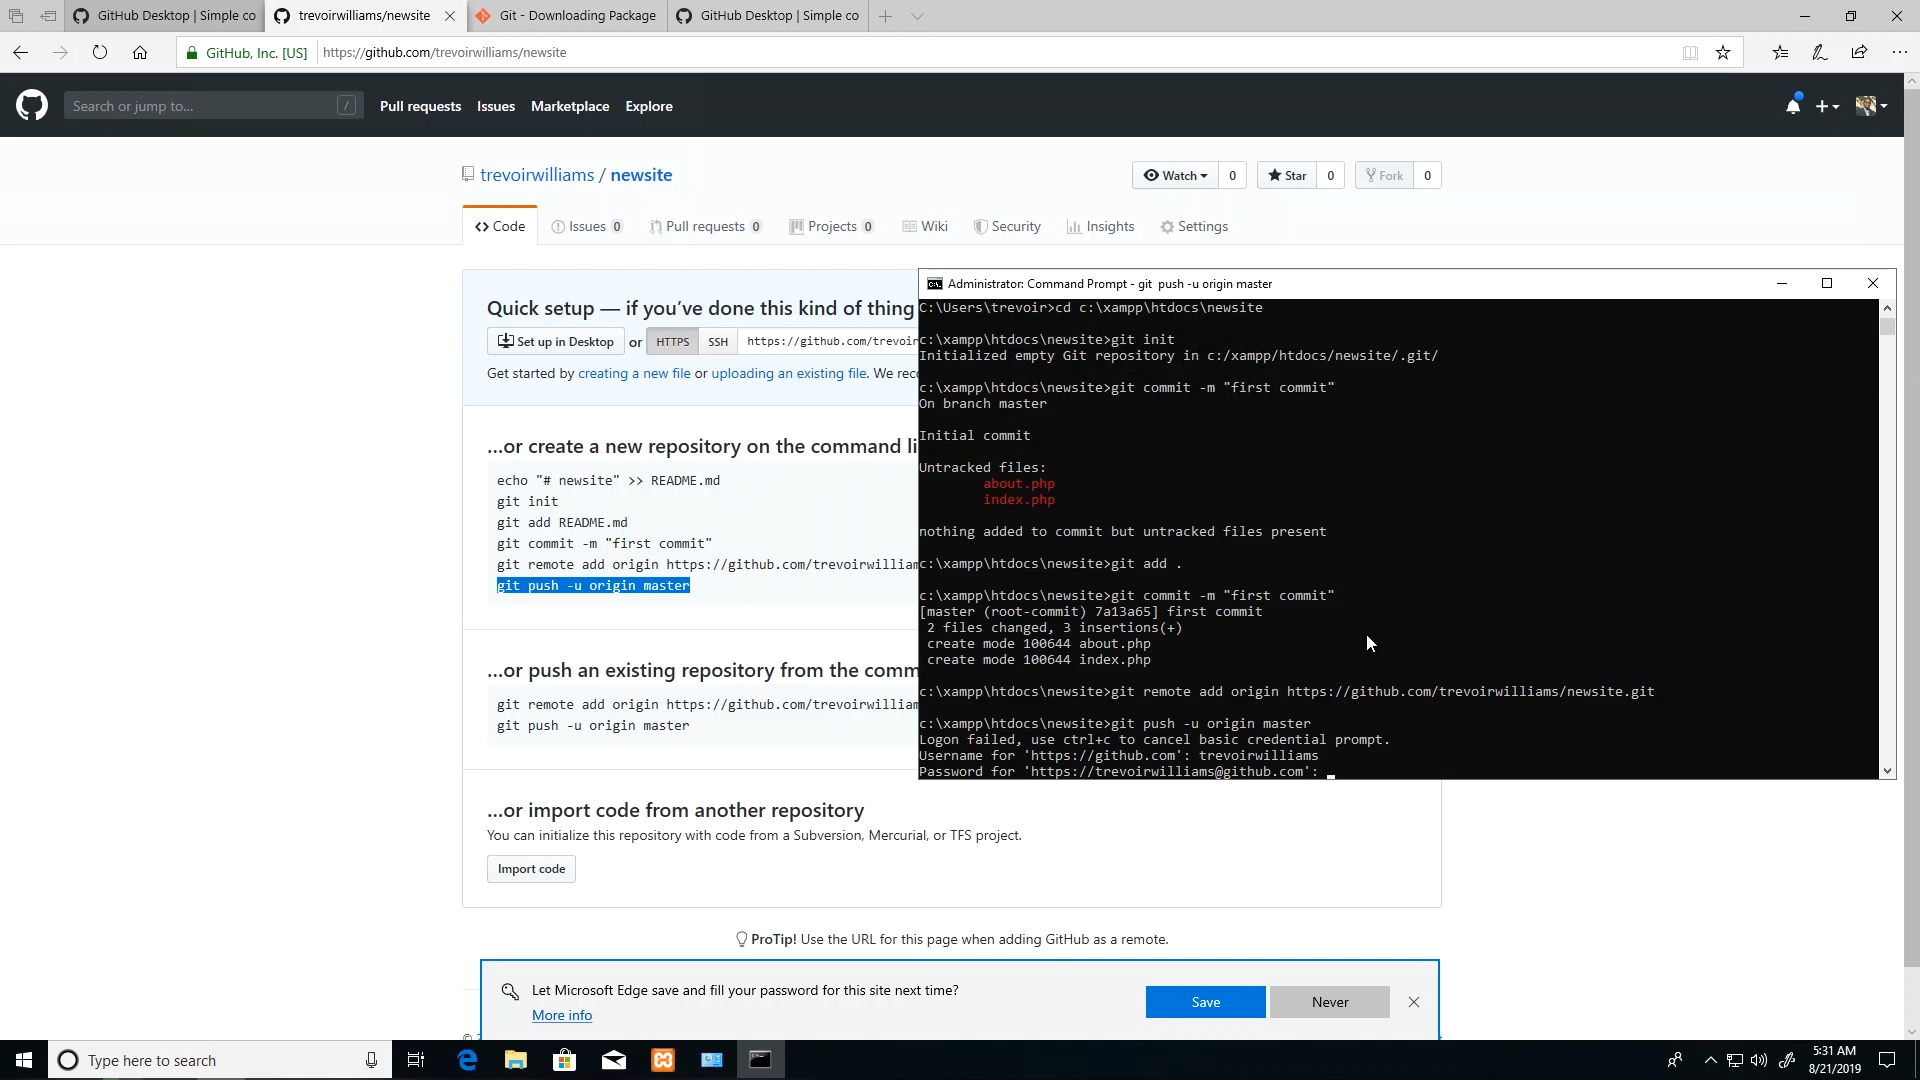 GitHub Desktop | Simple co
trevoirwilliams/newsite
Git - Downloading Package
GitHub Desktop | Simple co
GitHub, Inc. [US]
https://github.com/trevoirwilliams/newsite
Search or jump to...
/
Pull requests
Issues
Marketplace
Explore
trevoirwilliams / newsite
Watch 0
Star 0
Fork 0
Code
Issues 0
Pull requests 0
Projects 0
Wiki
Security
Insights
Settings
Quick setup — if you’ve done this kind of thing
Set up in Desktop or HTTPS SSH https://github.com/trevoir
Get started by creating a new file or uploading an existing file. We reco
...or create a new repository on the command li
echo "# newsite" >> README.md
git init
git add README.md
git commit -m "first commit"
git remote add origin https://github.com/trevoirwilliam
git push -u origin master
...or push an existing repository from the comm
git remote add origin https://github.com/trevoirwilliam
git push -u origin master
...or import code from another repository
You can initialize this repository with code from a Subversion, Mercurial, or TFS project.
Import code
ProTip! Use the URL for this page when adding GitHub as a remote.
Administrator: Command Prompt - git push -u origin master
C:\Users\trevoir>cd c:\xampp\htdocs\newsite
c:\xampp\htdocs\newsite>git init
Initialized empty Git repository in c:/xampp/htdocs/newsite/.git/
c:\xampp\htdocs\newsite>git commit -m "first commit"
On branch master
Initial commit
Untracked files:
about.php
index.php
nothing added to commit but untracked files present
c:\xampp\htdocs\newsite>git add .
c:\xampp\htdocs\newsite>git commit -m "first commit"
[master (root-commit) 7a13a65] first commit
2 files changed, 3 insertions(+)
create mode 100644 about.php
create mode 100644 index.php
c:\xampp\htdocs\newsite>git remote add origin https://github.com/trevoirwilliams/newsite.git
c:\xampp\htdocs\newsite>git push -u origin master
Logon failed, use ctrl+c to cancel basic credential prompt.
Username for 'https://github.com': trevoirwilliams
Password for 'https://trevoirwilliams@github.com':
Let Microsoft Edge save and fill your password for this site next time?
More info
Save
Never
Type here to search
5:31 AM
8/21/2019